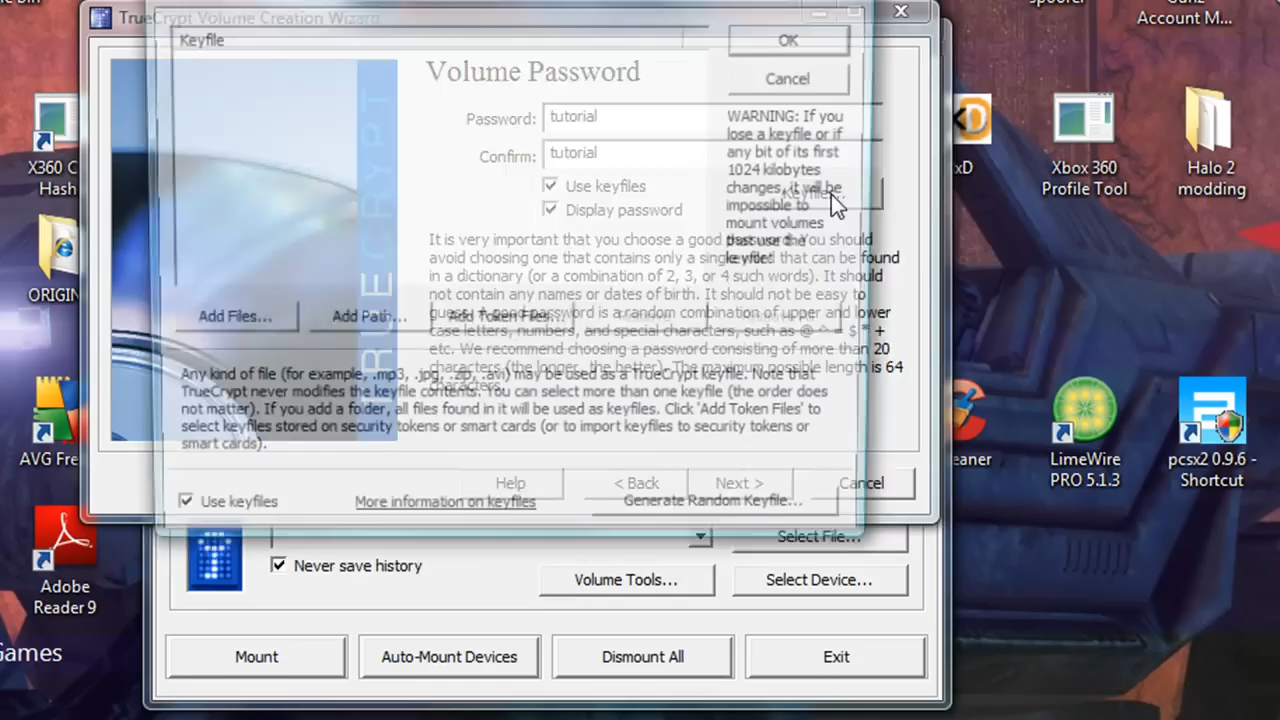 TrueCrypt Volume Creation Wizard
Keyfile
OK
Cancel
Volume Password
Password: tutorial
Confirm: tutorial
Use keyfiles
Display password
Keyfiles...
WARNING: If you
lose a keyfile or if
any bit of its first
1024 kilobytes
changes, it will be
impossible to
mount volumes
that use the
keyfile!
It is very important that you choose a good password. You should
avoid choosing one that contains only a single word that can be found
in a dictionary (or a combination of 2, 3, or 4 such words). It should
not contain any names or dates of birth. It should not be easy to
guess. A good password is a random combination of upper and lower
case letters, numbers, and special characters, such as @ ^ = $ * +
etc. We recommend choosing a password consisting of more than 20
characters (the longer, the better). The maximum possible length is 64
characters.
TRUECRYPT
Add Files...
Add Path...
Add Token Files...
Any kind of file (for example, .mp3, .jpg, .zip, .avi) may be used as a TrueCrypt keyfile. Note that
TrueCrypt never modifies the keyfile contents. You can select more than one keyfile (the order does
not matter). If you add a folder, all files found in it will be used as keyfiles. Click 'Add Token Files' to
select keyfiles stored on security tokens or smart cards (or to import keyfiles to security tokens or
smart cards).
Help
< Back
Next >
Cancel
Use keyfiles
More information on keyfiles
Generate Random Keyfile...
Select File...
Never save history
Volume Tools...
Select Device...
Mount
Auto-Mount Devices
Dismount All
Exit
X360 C
Hash
ORIGIN
AVG Fre
Adobe
Reader 9
Games
spoofer
Account M...
xD
Xbox 360
Profile Tool
Halo 2
modding
eaner
LimeWire
PRO 5.1.3
pcsx2 0.9.6 -
Shortcut